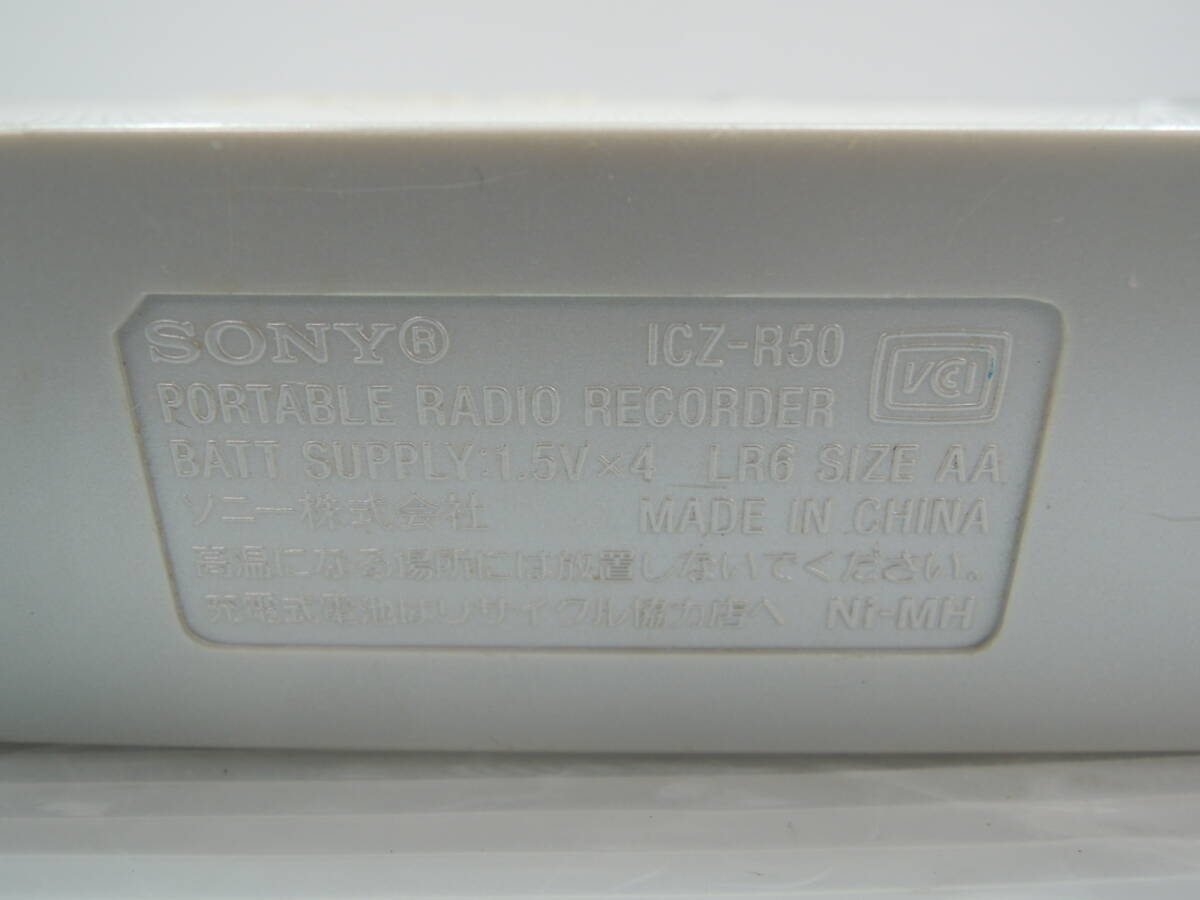 SONY® ICZ-R50
PORTABLE RADIO RECORDER VCCI
BATT SUPPLY:1.5V×4 LR6 SIZE AA
ソニー株式会社 MADE IN CHINA
高温になる場所には放置しないでください.
充電式電池はリサイクル協力店へ Ni-MH